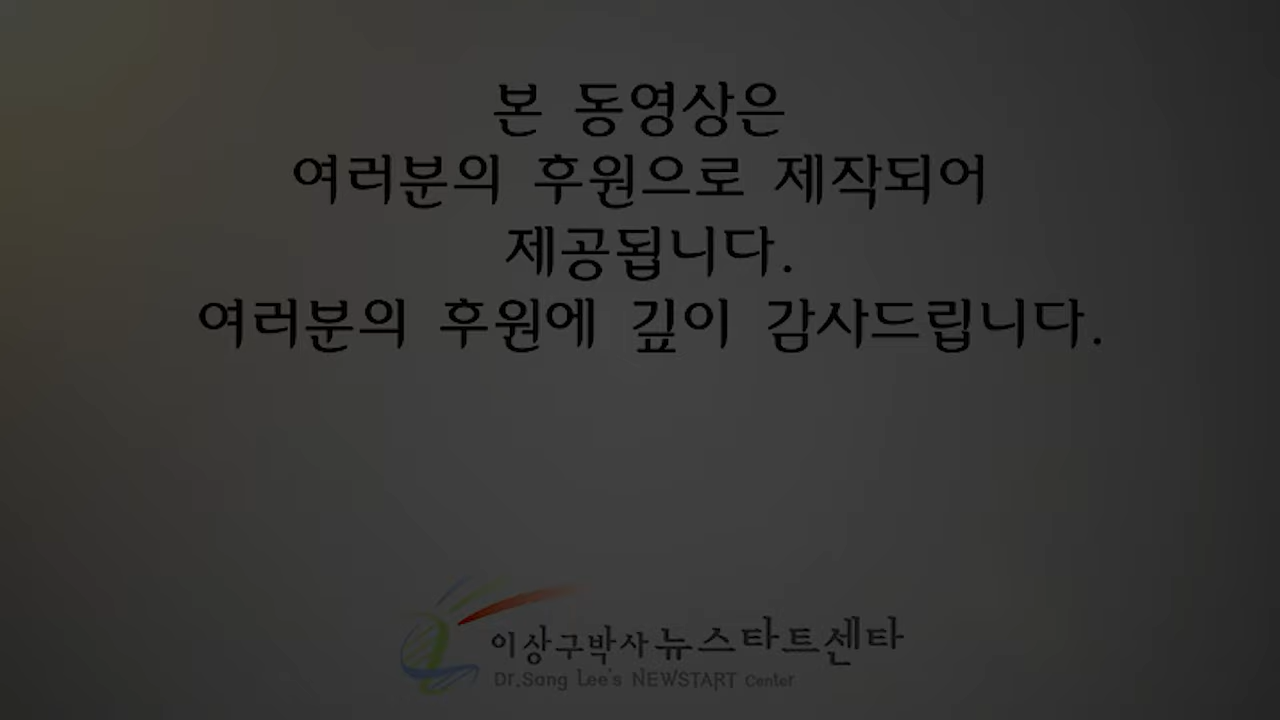 본 동영상은
여러분의 후원으로 제작되어
제공됩니다.
여러분의 후원에 깊이 감사드립니다.
이상구박사 뉴스타트센타
Dr.Sang Lee's NEWSTART Center